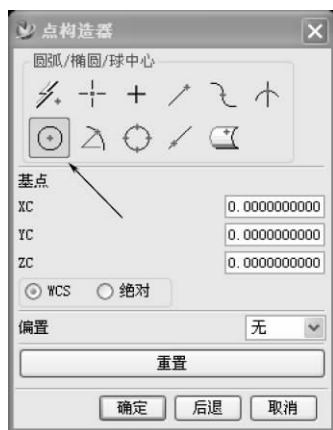 点构造器
圆弧/椭圆/球中心
基点
XC 0.0000000000
YC 0.0000000000
ZC 0.0000000000
WCS 绝对
偏置 无
重置
确定 后退 取消